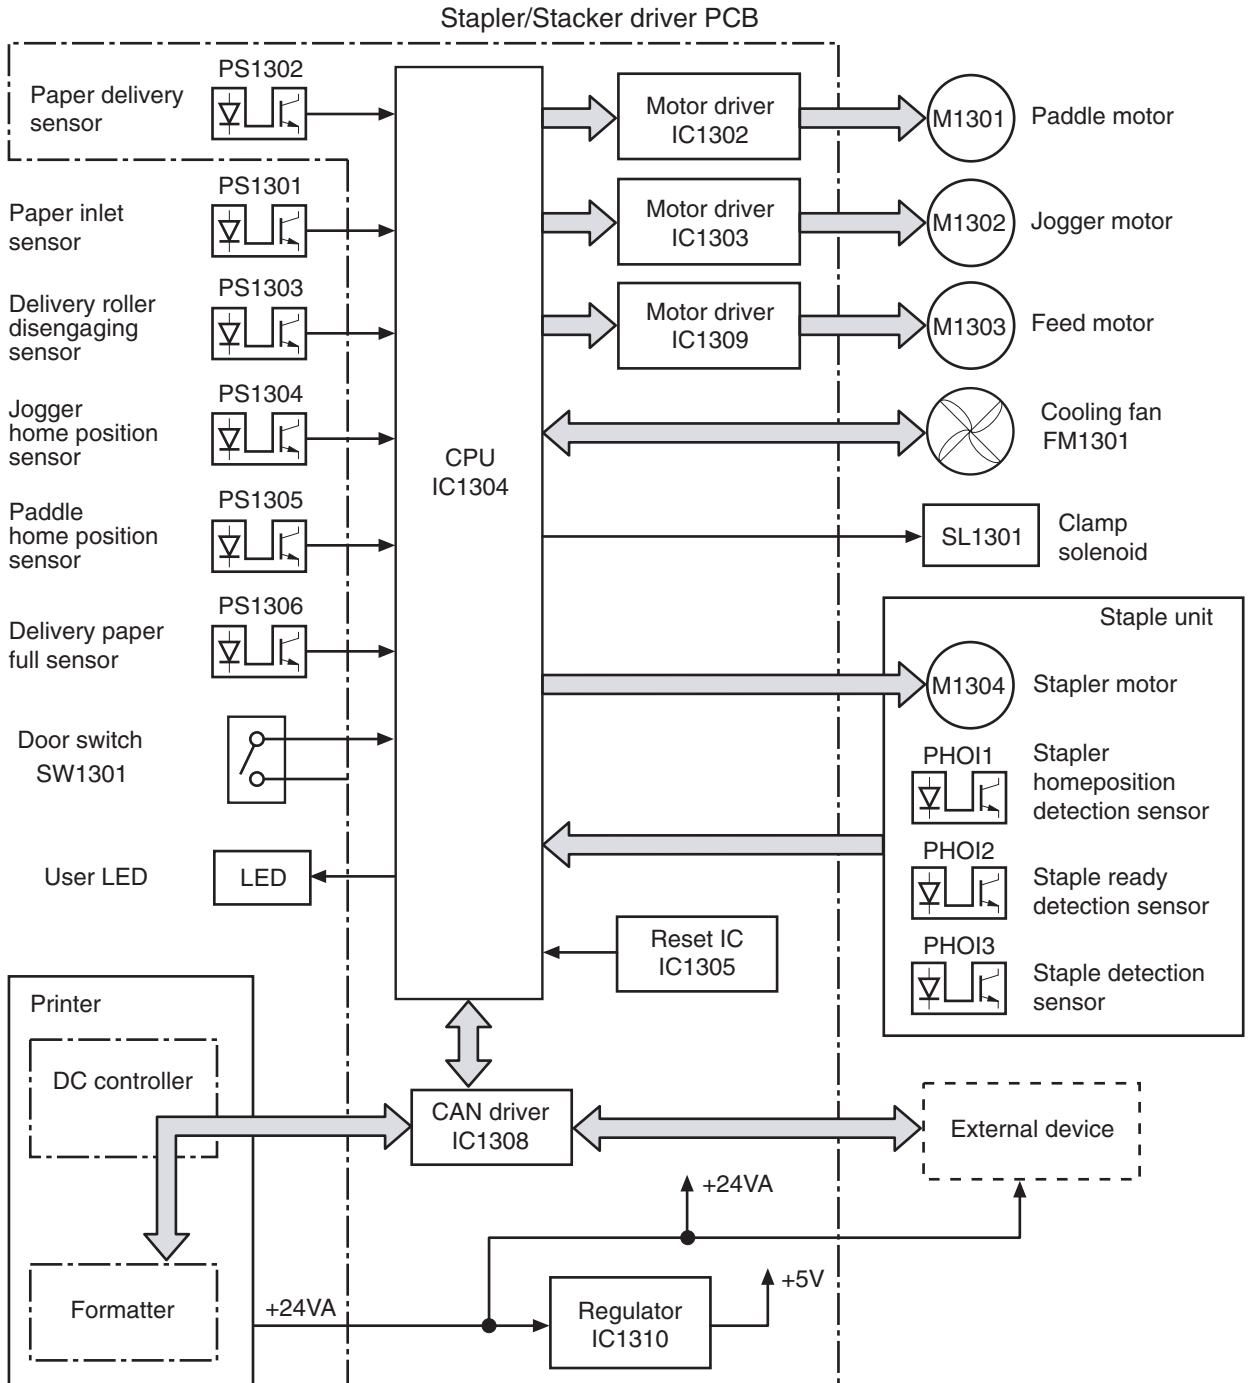 Stapler/Stacker driver PCB
PS1302
Paper delivery
sensor
Motor driver
IC1302
M1301
Paddle motor
PS1301
Paper inlet
sensor
Motor driver
IC1303
M1302
Jogger motor
PS1303
Delivery roller
disengaging
sensor
Motor driver
IC1309
M1303
Feed motor
PS1304
Jogger
home position
sensor
Cooling fan
FM1301
CPU
IC1304
PS1305
Paddle
home position
sensor
SL1301
Clamp
solenoid
PS1306
Delivery paper
full sensor
Staple unit
M1304
Stapler motor
Door switch
SW1301
PHOI1
Stapler
homeposition
detection sensor
User LED
LED
PHOI2
Staple ready
detection sensor
Reset IC
IC1305
PHOI3
Staple detection
sensor
Printer
DC controller
CAN driver
IC1308
External device
+24VA
Formatter
+24VA
Regulator
IC1310
+5V